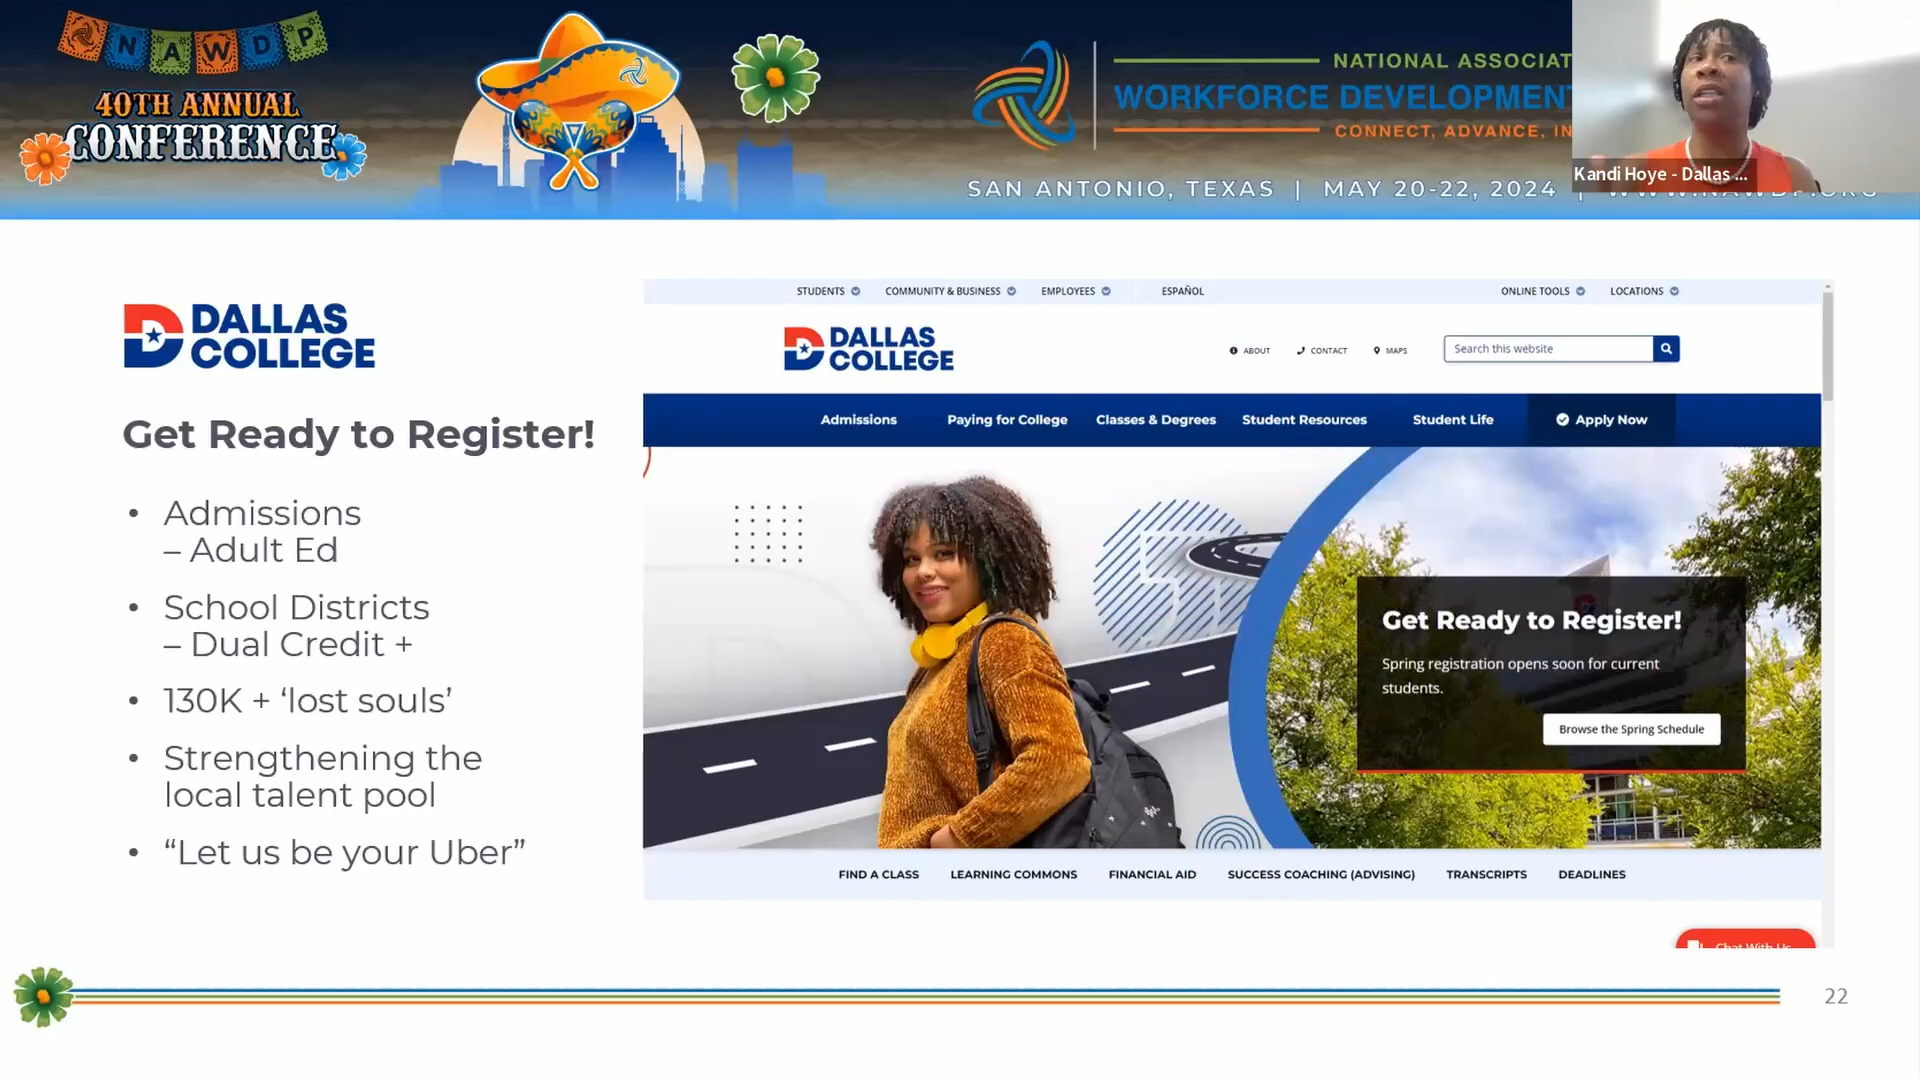 NAWDP
40TH ANNUAL
CONFERENCE
NATIONAL ASSOCIAT
WORKFORCE DEVELOPMENT
CONNECT, ADVANCE, IN
SAN ANTONIO, TEXAS | MAY 20-22, 2024 |
Kandi Hoye - Dallas ...
DALLAS
COLLEGE
Get Ready to Register!
• Admissions
– Adult Ed
• School Districts
– Dual Credit +
• 130K + ‘lost souls’
• Strengthening the
local talent pool
• “Let us be your Uber”
STUDENTS COMMUNITY & BUSINESS EMPLOYEES ESPAÑOL ONLINE TOOLS LOCATIONS
DALLAS
COLLEGE
ABOUT CONTACT MAPS Search this website
Admissions Paying for College Classes & Degrees Student Resources Student Life Apply Now
Get Ready to Register!
Spring registration opens soon for current
students.
Browse the Spring Schedule
FIND A CLASS LEARNING COMMONS FINANCIAL AID SUCCESS COACHING (ADVISING) TRANSCRIPTS DEADLINES
Chat With Us
22